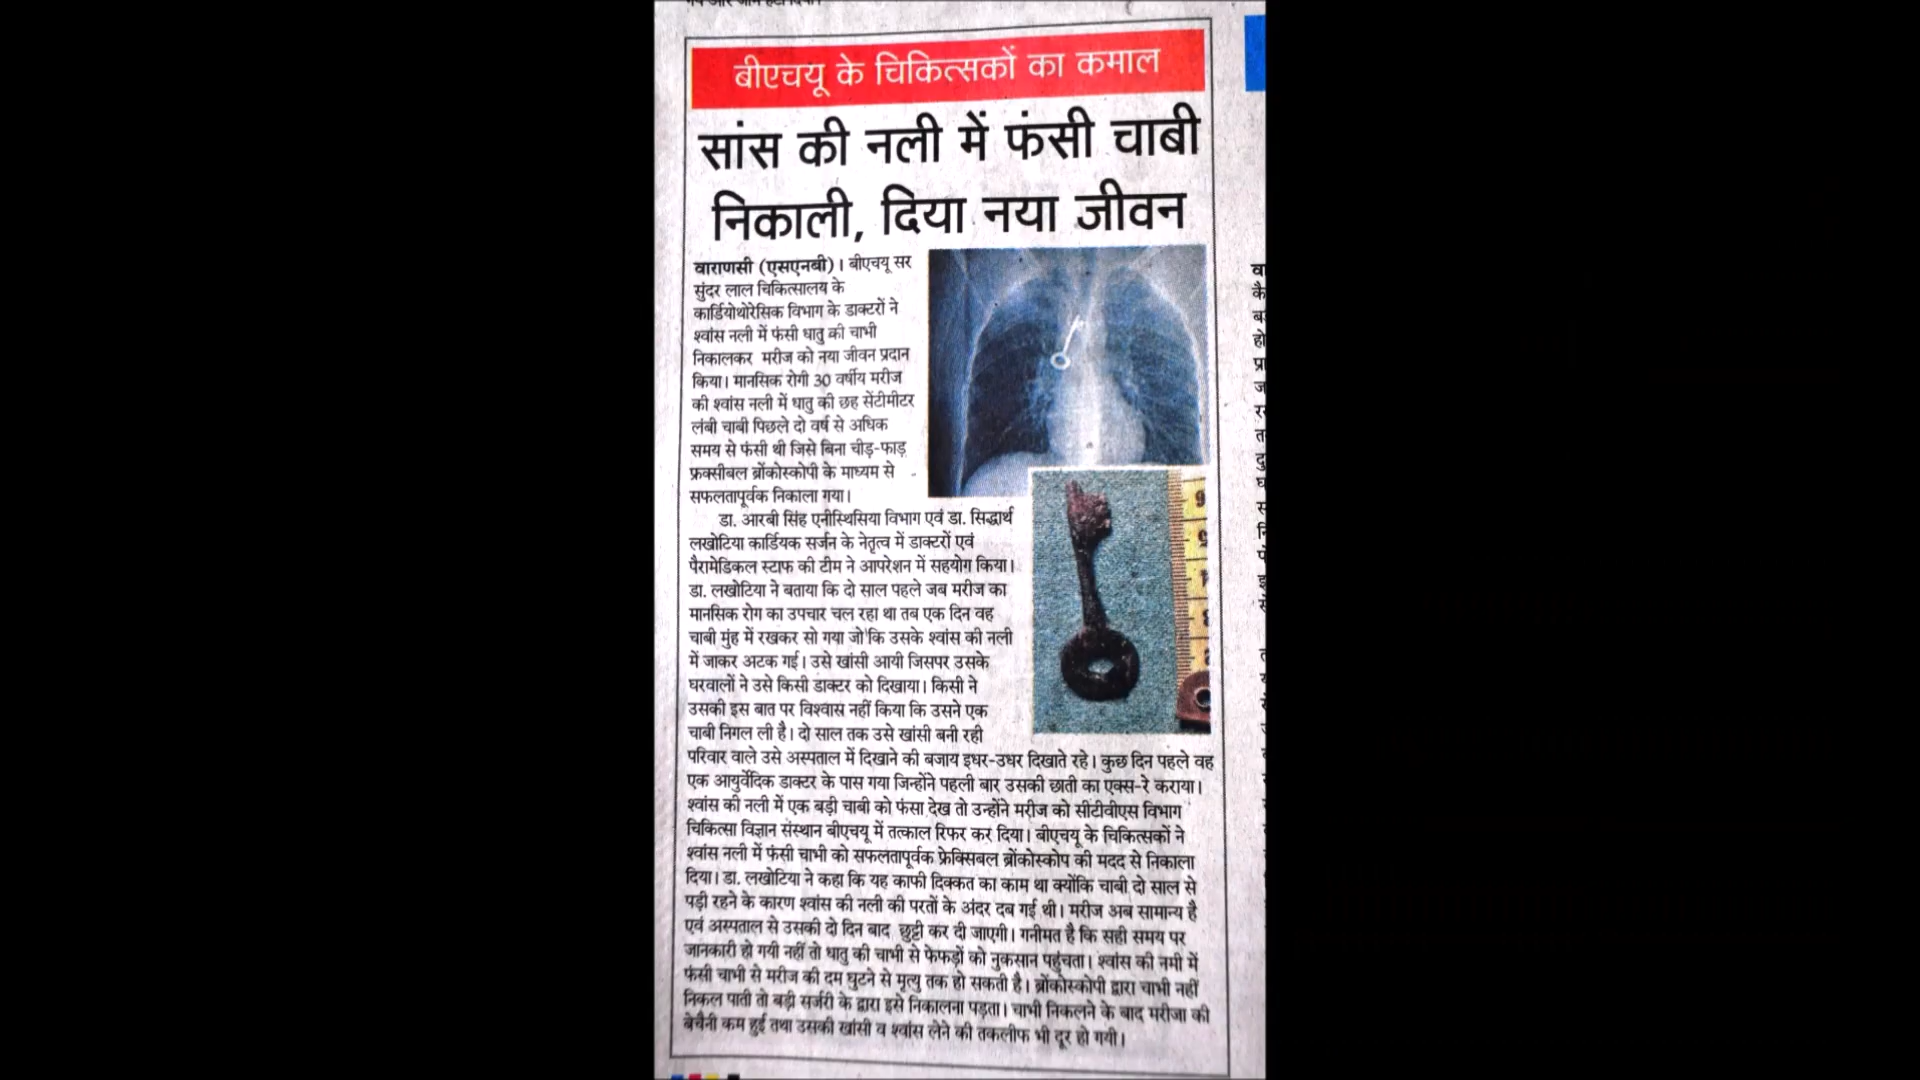 बीएचयू के चिकित्सकों का कमाल
सांस की नली में फंसी चाबी
निकाली, दिया नया जीवन
वाराणसी (एसएनबी)। बीएचयू सर
सुंदर लाल चिकित्सालय के
कार्डियोथोरेसिक विभाग के डाक्टरों ने
श्वांस नली में फंसी धातु की चाभी
निकालकर मरीज को नया जीवन प्रदान
किया। मानसिक रोगी 30 वर्षीय मरीज
की श्वांस नली में धातु की छह सेंटीमीटर
लंबी चाबी पिछले दो वर्ष से अधिक
समय से फंसी थी जिसे बिना चीड़-फाड़
फ्रक्सीबल ब्रोंकोस्कोपी के माध्यम से
सफलतापूर्वक निकाला गया।
डा. आरबी सिंह एनीस्थिसिया विभाग एवं डा. सिद्धार्थ
लखोटिया कार्डियक सर्जन के नेतृत्व में डाक्टरों एवं
पैरामेडिकल स्टाफ की टीम ने आपरेशन में सहयोग किया।
डा. लखोटिया ने बताया कि दो साल पहले जब मरीज का
मानसिक रोग का उपचार चल रहा था तब एक दिन वह
चाबी मुंह में रखकर सो गया जो कि उसके श्वांस की नली
में जाकर अटक गई। उसे खांसी आयी जिसपर उसके
घरवालों ने उसे किसी डाक्टर को दिखाया। किसी ने
उसकी इस बात पर विश्वास नहीं किया कि उसने एक
चाबी निगल ली है। दो साल तक उसे खांसी बनी रही
परिवार वाले उसे अस्पताल में दिखाने की बजाय इधर-उधर दिखाते रहे। कुछ दिन पहले वह
एक आयुर्वेदिक डाक्टर के पास गया जिन्होंने पहली बार उसकी छाती का एक्स-रे कराया।
श्वांस की नली में एक बड़ी चाबी को फंसा देख तो उन्होंने मरीज को सीटीवीएस विभाग
चिकित्सा विज्ञान संस्थान बीएचयू में तत्काल रिफर कर दिया। बीएचयू के चिकित्सकों ने
श्वांस नली में फंसी चाभी को सफलतापूर्वक फ्रेक्सिबल ब्रोंकोस्कोप की मदद से निकाला
दिया। डा. लखोटिया ने कहा कि यह काफी दिक्कत का काम था क्योंकि चाबी दो साल से
पड़ी रहने के कारण श्वांस की नली की परतों के अंदर दब गई थी। मरीज अब सामान्य है
एवं अस्पताल से उसकी दो दिन बाद छुट्टी कर दी जाएगी। गनीमत है कि सही समय पर
जानकारी हो गयी नहीं तो धातु की चाभी से फेफड़ों को नुकसान पहुंचता। श्वांस की नमी में
फंसी चाभी से मरीज की दम घुटने से मृत्यु तक हो सकती है। ब्रोंकोस्कोपी द्वारा चाभी नहीं
निकल पाती तो बड़ी सर्जरी के द्वारा इसे निकालना पड़ता। चाभी निकलने के बाद मरीजा की
बेचैनी कम हुई तथा उसकी खांसी व श्वांस लेने की तकलीफ भी दूर हो गयी।